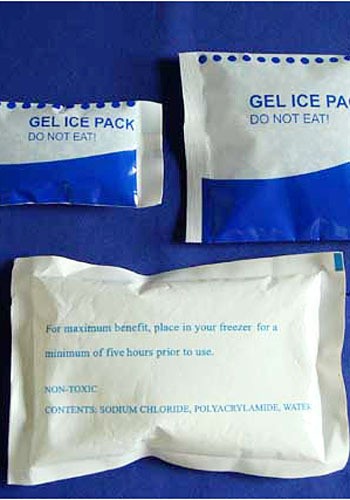 GEL ICE PACK
DO NOT EAT!
GEL ICE PAC
DO NOT EAT!
For maximum benefit, place in your freezer for a
minimum of five hours prior to use.
NON-TOXIC
CONTENTS: SODIUM CHLORIDE, POLYACRYLAMIDE, WATER